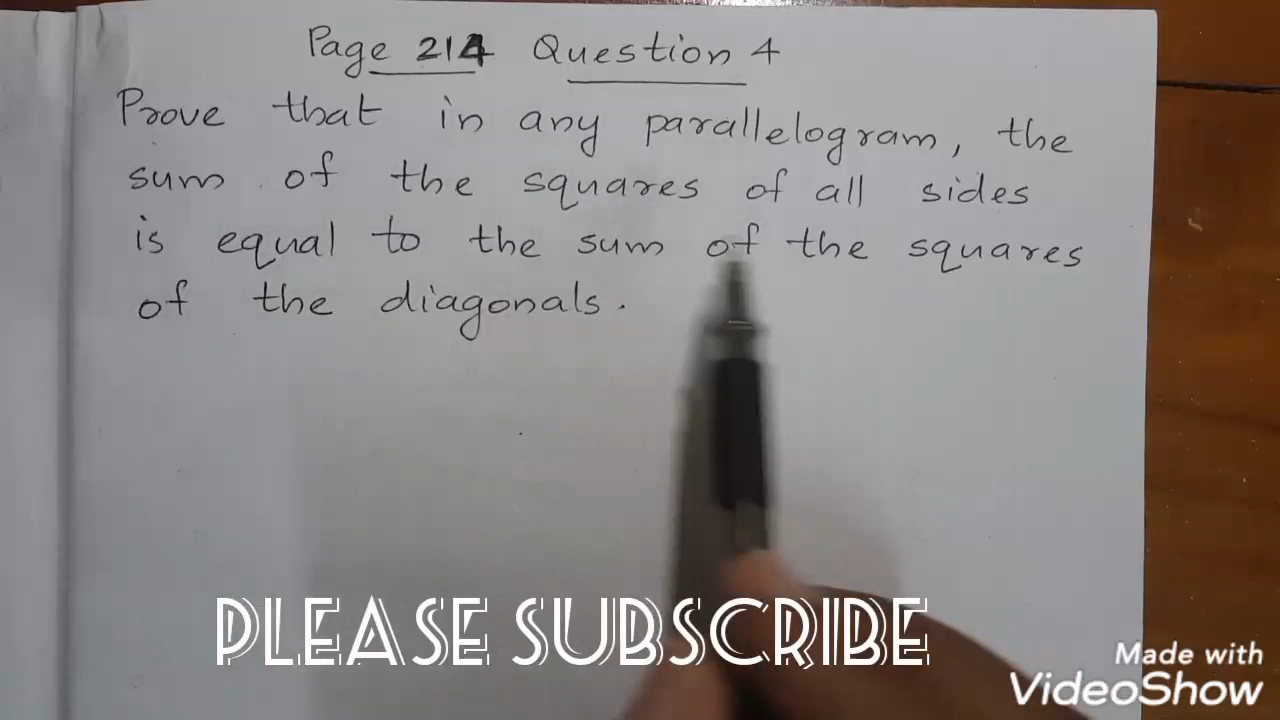 Page 214 Question 4
Prove that in any parallelogram, the
sum of the squares of all sides
is equal to the sum of the squares
of the diagonals.
PLEASE SUBSCRIBE
Made with
VideoShow